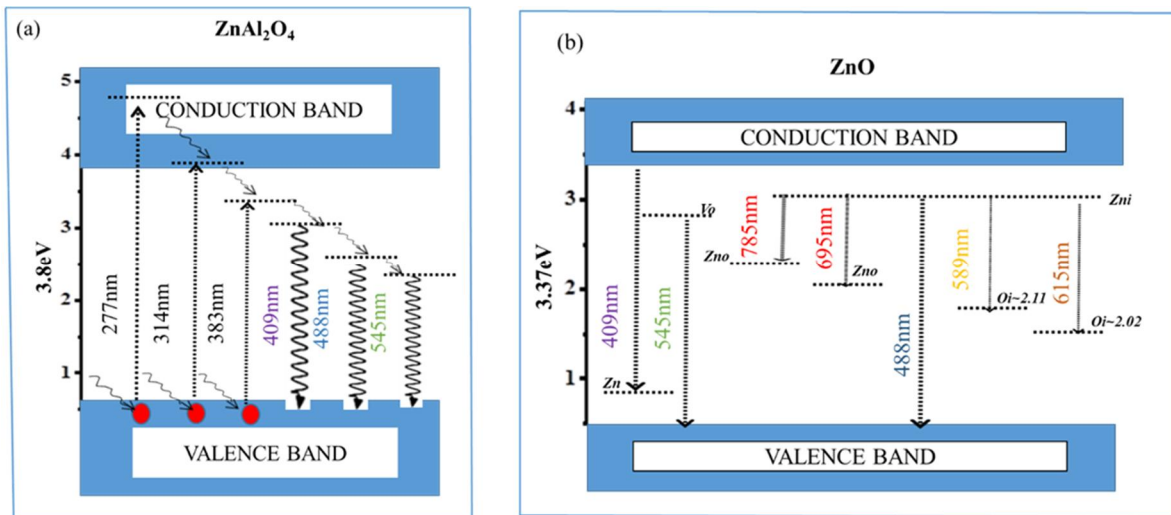 (a)
ZnAl₂O₄
5
4
3
2
1
3.8eV
CONDUCTION BAND
277nm
314nm
383nm
409nm
488nm
545nm
VALENCE BAND
(b)
ZnO
4
3
2
1
3.37eV
CONDUCTION BAND
Vo
Zni
785nm
695nm
589nm
615nm
Zno
Zno
Oi~2.11
Oi~2.02
409nm
545nm
488nm
Zn
VALENCE BAND